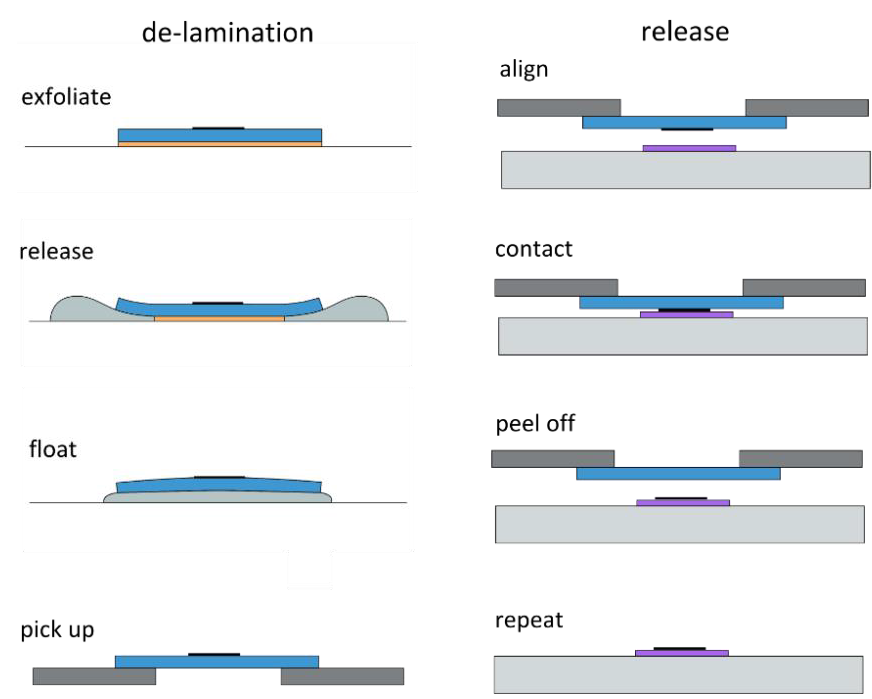 de-lamination
exfoliate
release
float
pick up
release
align
contact
peel off
repeat